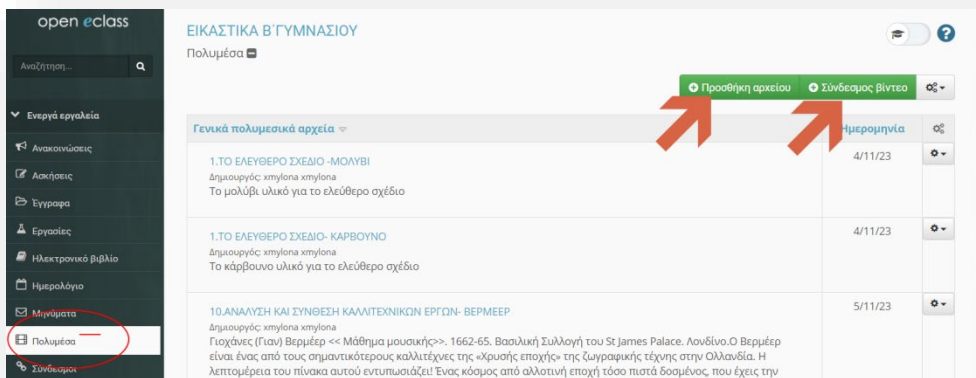 open eclass
Αναζήτηση...
Ενεργά εργαλεία
Ανακοινώσεις
Ασκήσεις
Έγγραφα
Εργασίες
Ηλεκτρονικό βιβλίο
Ημερολόγιο
Μηνύματα
Πολυμέσα
Σύνδεσμοι
ΕΙΚΑΣΤΙΚΑ Β΄ΓΥΜΝΑΣΙΟΥ
Πολυμέσα
Προσθήκη αρχείου
Σύνδεσμος βίντεο
Γενικά πολυμεσικά αρχεία
Ημερομηνία
1.ΤΟ ΕΛΕΥΘΕΡΟ ΣΧΕΔΙΟ -ΜΟΛΥΒΙ
4/11/23
Δημιουργός: xmylona xmylona
Το μολύβι υλικό για το ελεύθερο σχέδιο
1.ΤΟ ΕΛΕΥΘΕΡΟ ΣΧΕΔΙΟ- ΚΑΡΒΟΥΝΟ
4/11/23
Δημιουργός: xmylona xmylona
Το κάρβουνο υλικό για το ελεύθερο σχέδιο
10.ΑΝΑΛΥΣΗ ΚΑΙ ΣΥΝΘΕΣΗ ΚΑΛΛΙΤΕΧΝΙΚΩΝ ΕΡΓΩΝ- ΒΕΡΜΕΕΡ
5/11/23
Δημιουργός: xmylona xmylona
Γιοχάνες (Γιαν) Βερμέερ << Μάθημα μουσικής>>. 1662-65. Βασιλική Συλλογή του St James Palace. Λονδίνο.Ο Βερμέερ
είναι ένας από τους σημαντικότερους καλλιτέχνες της «Χρυσής εποχής» της ζωγραφικής τέχνης στην Ολλανδία. Η
λεπτομέρεια του πίνακα αυτού εντυπωσιάζει! Ένας κόσμος από αλλοτινή εποχή τόσο πιστά δοσμένος, που έχεις την